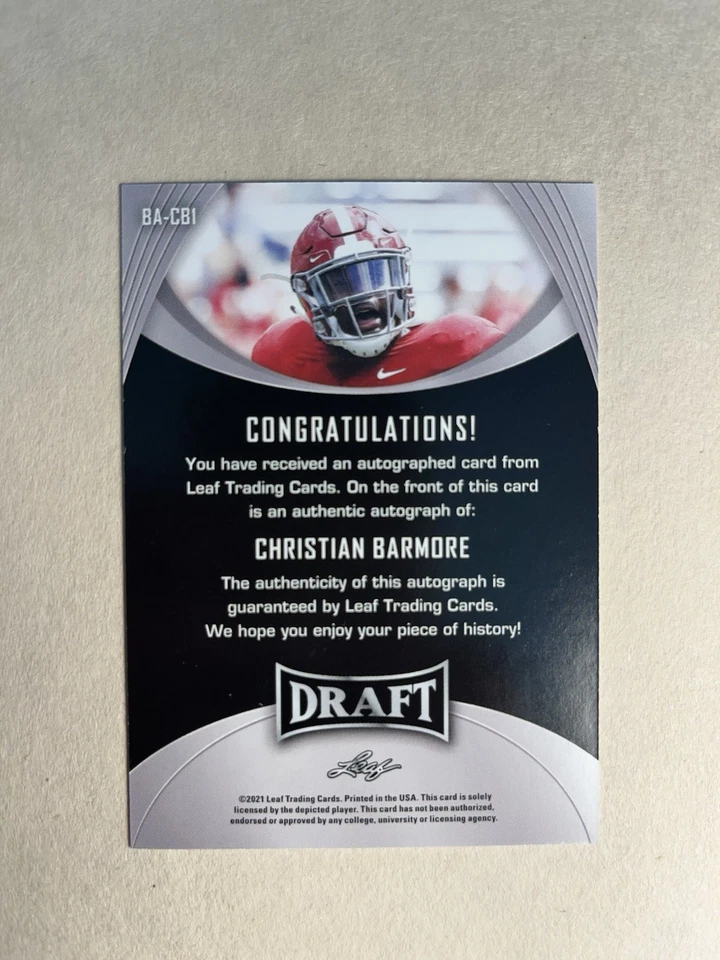 BA-CB1
CONGRATULATIONS!
You have received an autographed card from
Leaf Trading Cards. On the front of this card
is an authentic autograph of:
CHRISTIAN BARMORE
The authenticity of this autograph is
guaranteed by Leaf Trading Cards.
We hope you enjoy your piece of history!
DRAFT
Leaf
©2021 Leaf Trading Cards. Printed in the USA. This card is solely
licensed by the depicted player. This card has not been authorized,
endorsed or approved by any college, university or licensing agency.